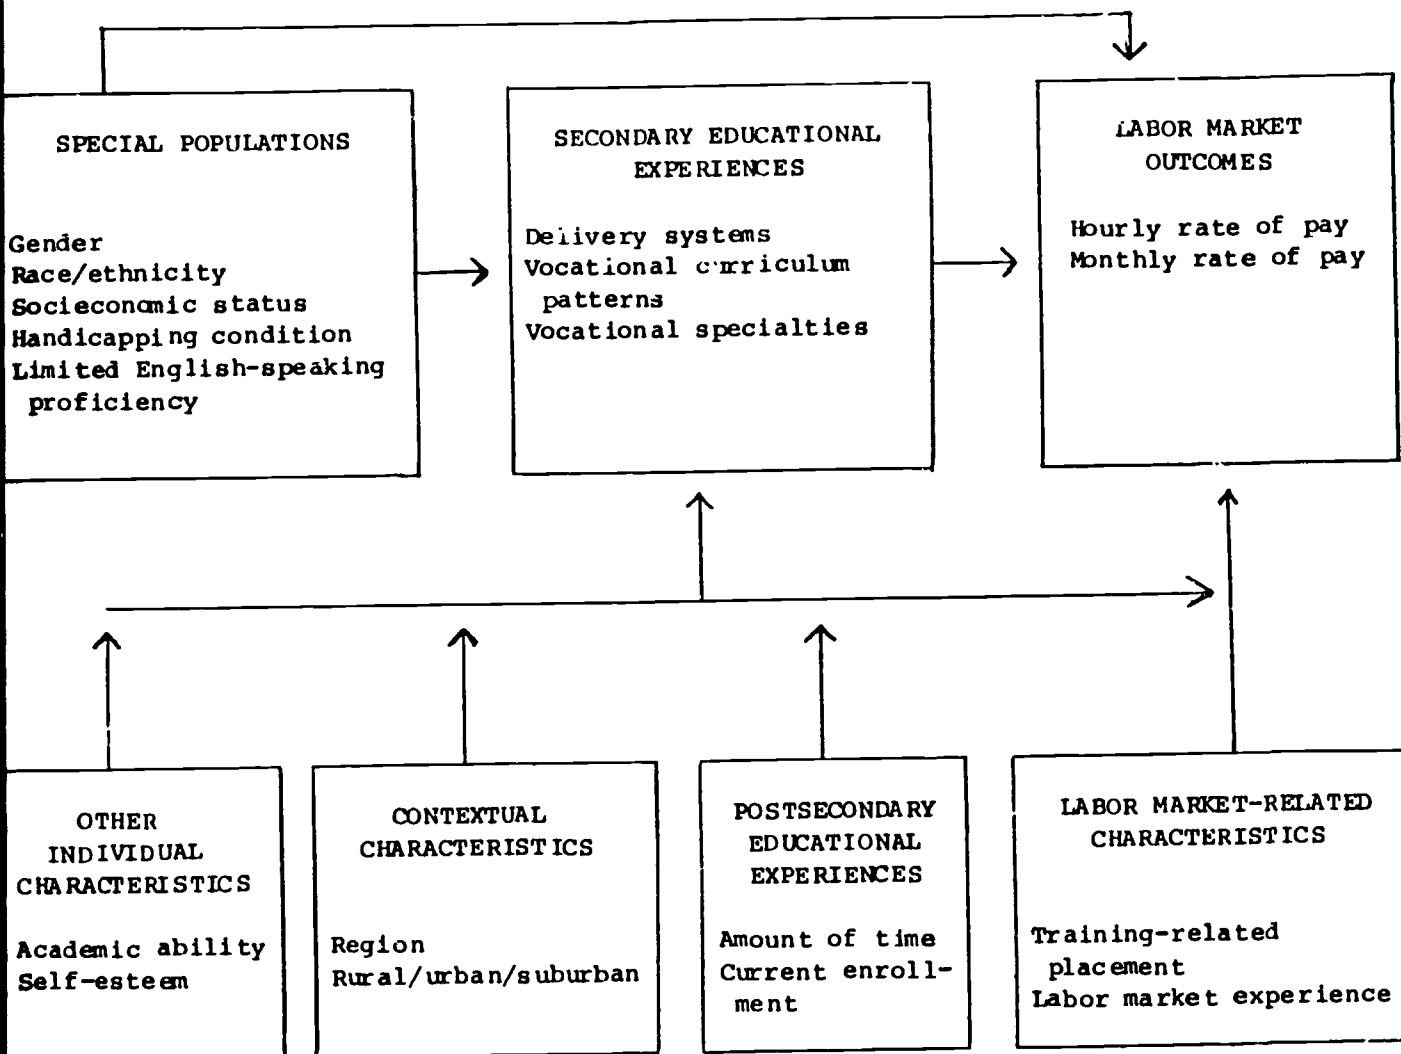 SPECIAL POPULATIONS
Gender
Race/ethnicity
Socieconomic status
Handicapping condition
Limited English-speaking
proficiency
SECONDARY EDUCATIONAL
EXPERIENCES
Delivery systems
Vocational curriculum
patterns
Vocational specialties
LABOR MARKET
OUTCOMES
Hourly rate of pay
Monthly rate of pay
OTHER
INDIVIDUAL
CHARACTERISTICS
Academic ability
Self-esteem
CONTEXTUAL
CHARACTERISTICS
Region
Rural/urban/suburban
POSTSECONDARY
EDUCATIONAL
EXPERIENCES
Amount of time
Current enroll-
ment
LABOR MARKET-RELATED
CHARACTERISTICS
Training-related
placement
Labor market experience